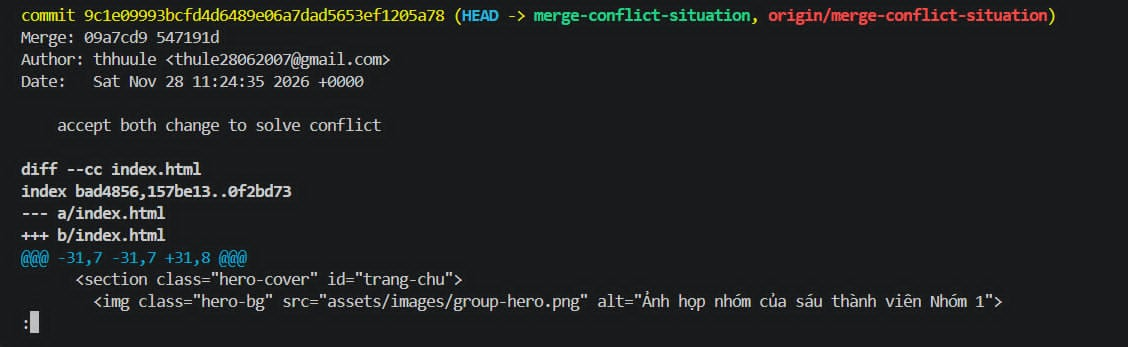 commit 9c1e09993bcfd4d6489e06a7dad5653ef1205a78 (HEAD -> merge-conflict-situation, origin/merge-conflict-situation)
Merge: 09a7cd9 547191d
Author: thhuule <thule28062007@gmail.com>
Date:   Sat Nov 28 11:24:35 2026 +0000
    accept both change to solve conflict
diff --cc index.html
index bad4856,157be13..0f2bd73
--- a/index.html
+++ b/index.html
@@@ -31,7 -31,7 +31,8 @@@
      <section class="hero-cover" id="trang-chu">
        <img class="hero-bg" src="assets/images/group-hero.png" alt="Ảnh họp nhóm của sáu thành viên Nhóm 1">
: